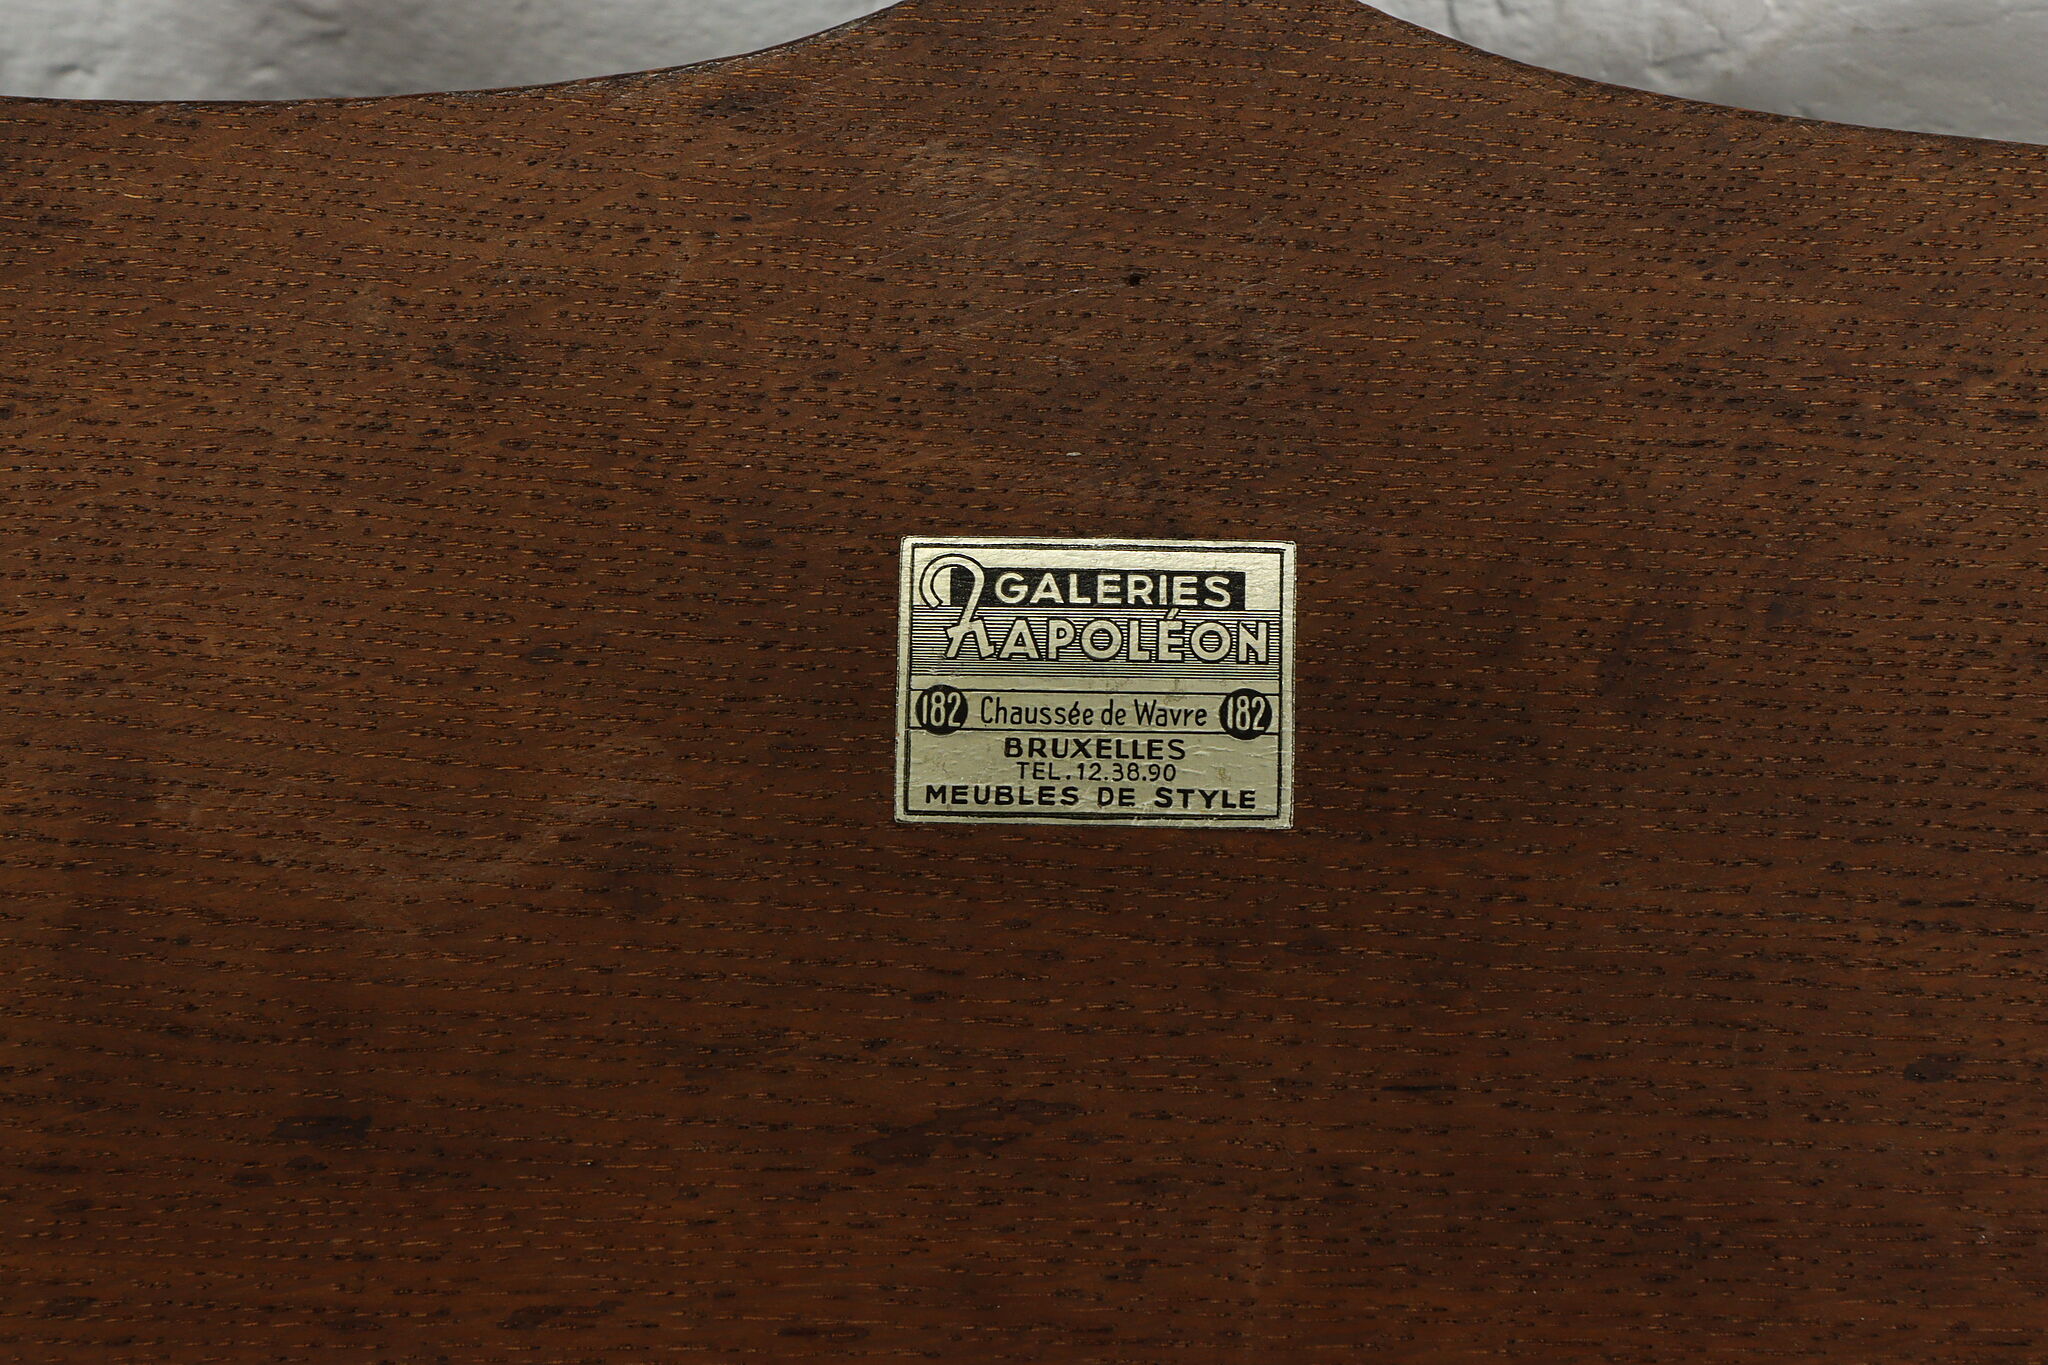 GALERIES
NAPOLÉON
182 Chaussée de Wavre 182
BRUXELLES
TEL.12.38.90
MEUBLES DE STYLE